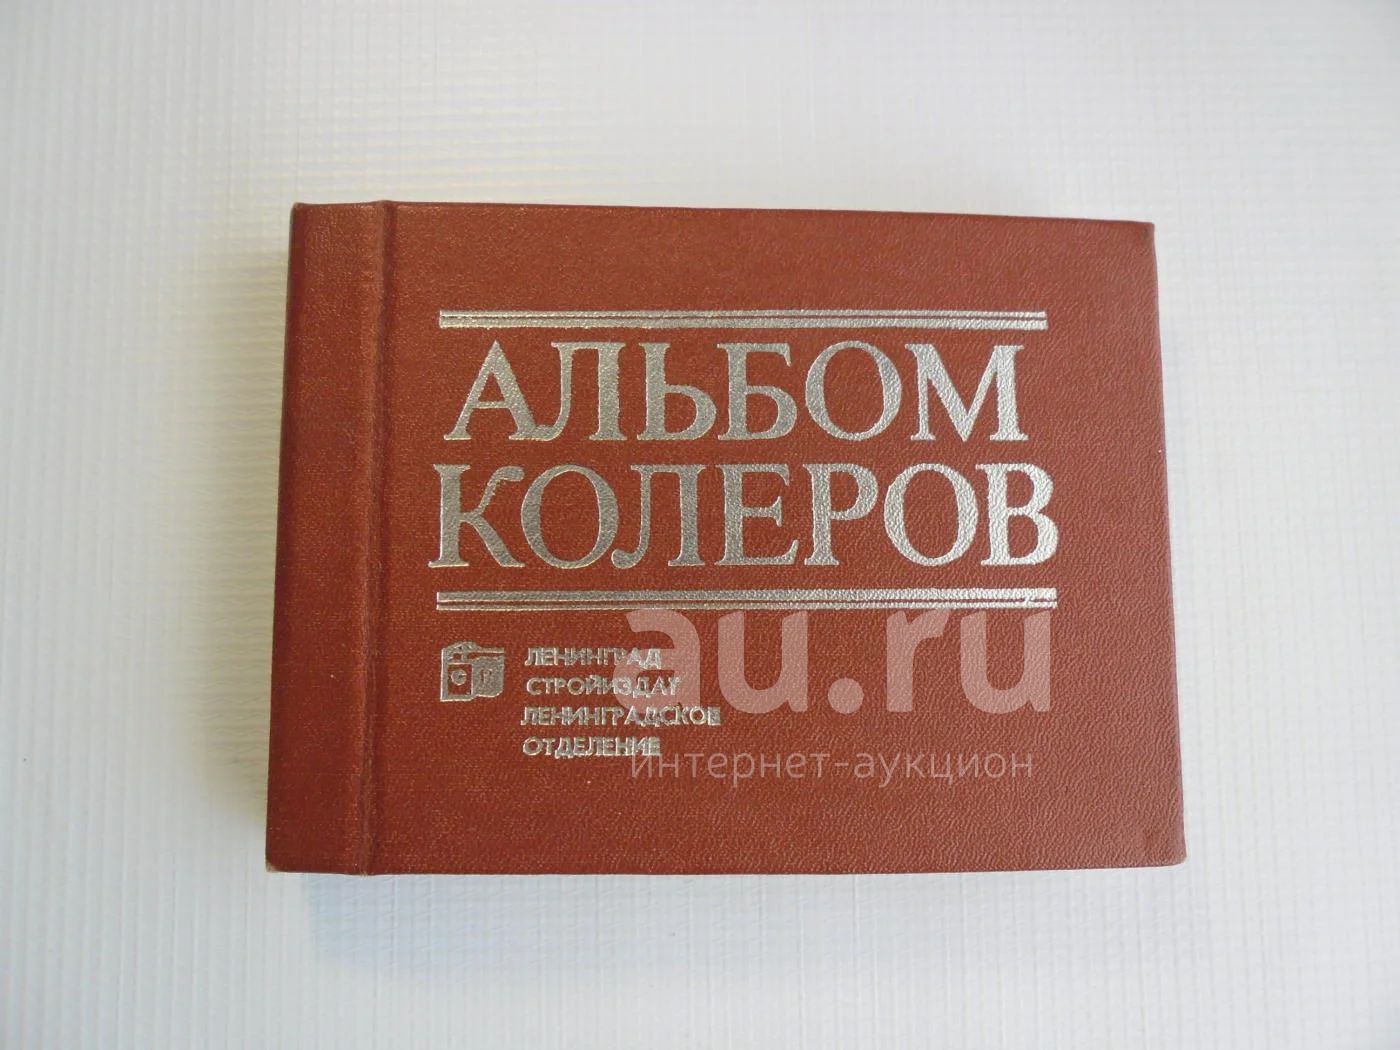 АЛЬБОМ
КОЛЕРОВ
ЛЕНИНГРАД
СТРОЙИЗДАТ
ЛЕНИНГРАДСКОЕ
ОТДЕЛЕНИЕ
au.ru
интернет-аукцион